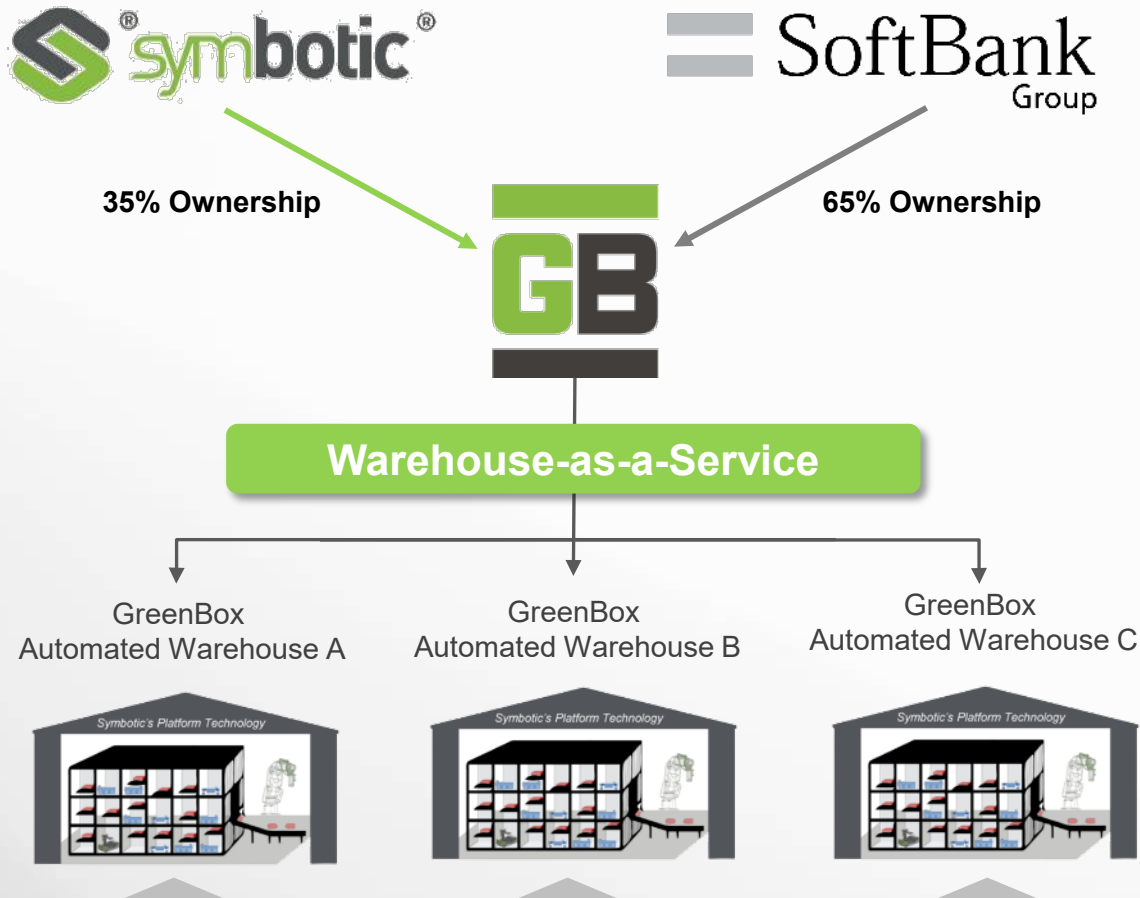 symbotic®
SoftBank
Group
35% Ownership
65% Ownership
GB
Warehouse-as-a-Service
GreenBox
Automated Warehouse A
GreenBox
Automated Warehouse B
GreenBox
Automated Warehouse C
Symbotic's Platform Technology
Symbotic's Platform Technology
Symbotic's Platform Technology